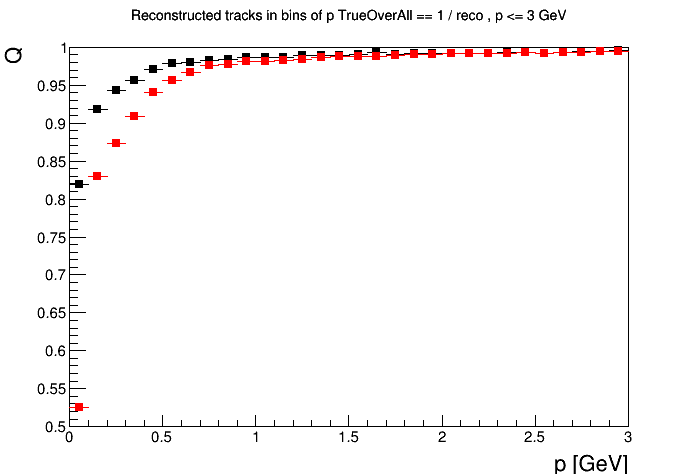 Reconstructed tracks in bins of p TrueOverAll == 1 / reco , p <= 3 GeV
Q
1
0.95
0.9
0.85
0.8
0.75
0.7
0.65
0.6
0.55
0.5
0 0.5 1 1.5 2 2.5 3
p [GeV]